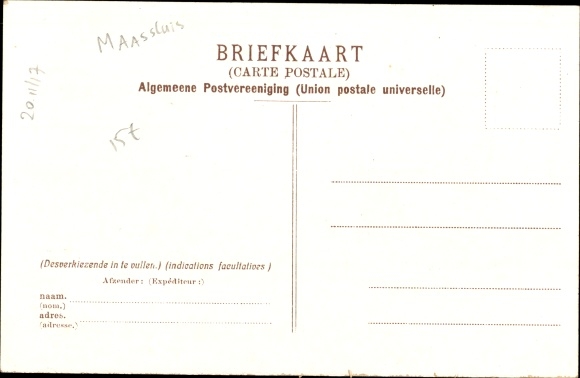 MAAssluis
BRIEFKAART
(CARTE POSTALE)
Algemeene Postvereeniging (Union postale universelle)
2011/17
15t
(Desverkiezende in te vullen.) (indications facultatives)
Afzender: (Expéditeur:)
naam.
(nom.)
adres.
(adresse.)